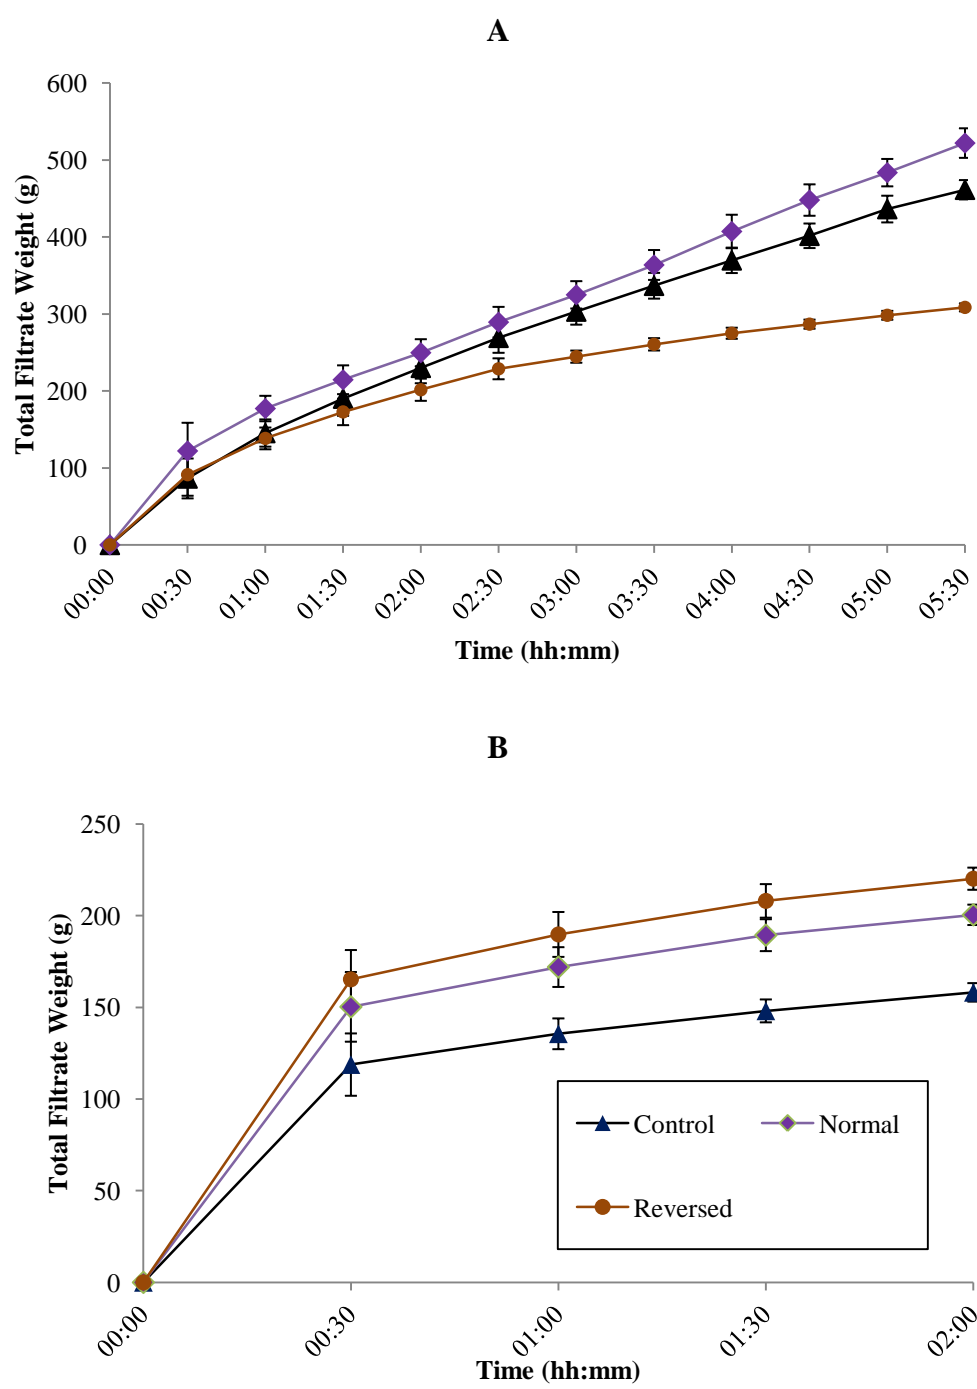 A
600
500
400
300
200
100
0
Total Filtrate Weight (g)
00:00 00:30 01:00 01:30 02:00 02:30 03:00 03:30 04:00 04:30 05:00 05:30
Time (hh:mm)
B
250
200
150
100
50
0
Total Filtrate Weight (g)
Control Normal
Reversed
00:00 00:30 01:00 01:30 02:00
Time (hh:mm)